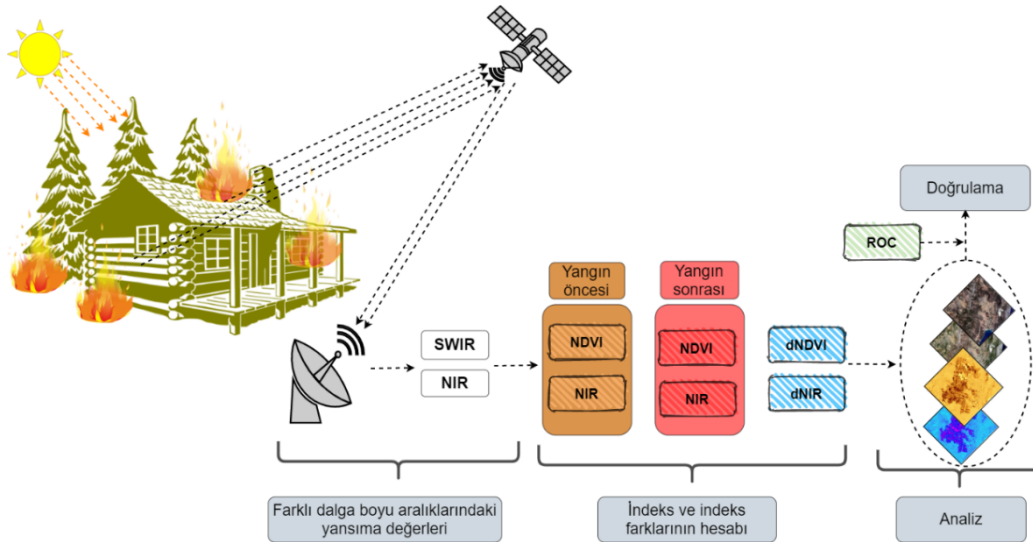 Doğrulama
ROC
Yangın
öncesi
Yangın
sonrası
SWIR
NIR
NDVI
NIR
NDVI
NIR
dNDVI
dNIR
Farklı dalga boyu aralıklarındaki
yansıma değerleri
İndeks ve indeks
farklarının hesabı
Analiz